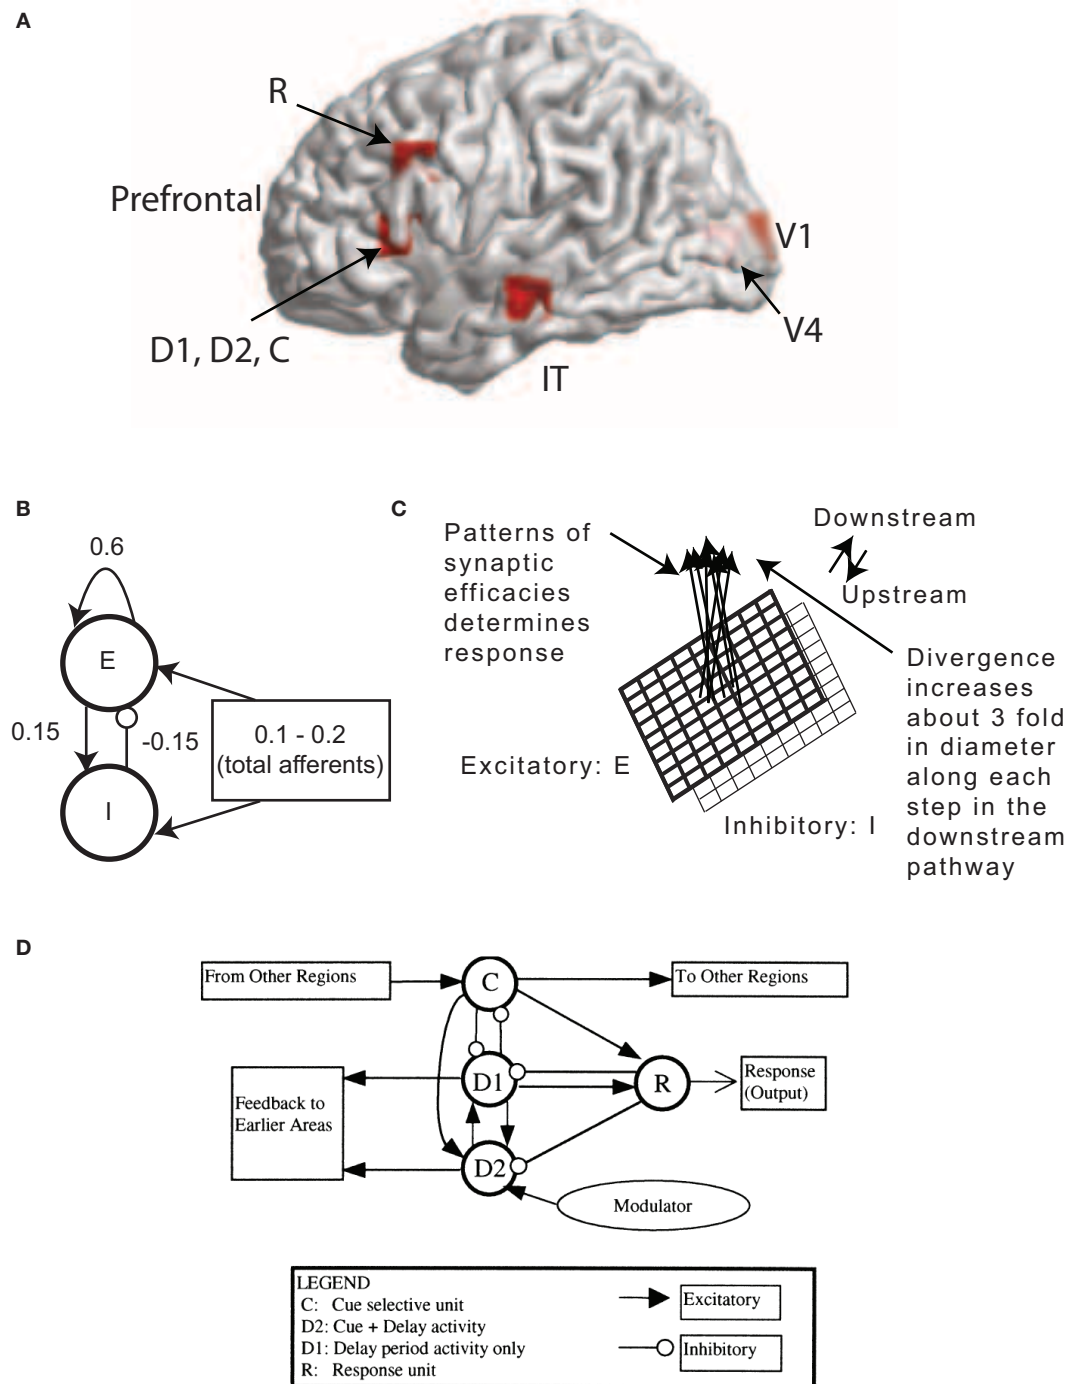 A
R
Prefrontal
V1
D1, D2, C
V4
IT
B
0.6
E
0.15
-0.15
0.1 - 0.2
(total afferents)
I
C
Patterns of
synaptic
efficacies
determines
response
Downstream
Upstream
Divergence
increases
about 3 fold
in diameter
along each
step in the
downstream
pathway
Excitatory: E
Inhibitory: I
D
From Other Regions
C
To Other Regions
Feedback to
Earlier Areas
D1
R
Response
(Output)
D2
Modulator
LEGEND
C: Cue selective unit
D2: Cue + Delay activity
D1: Delay period activity only
R: Response unit
Excitatory
Inhibitory